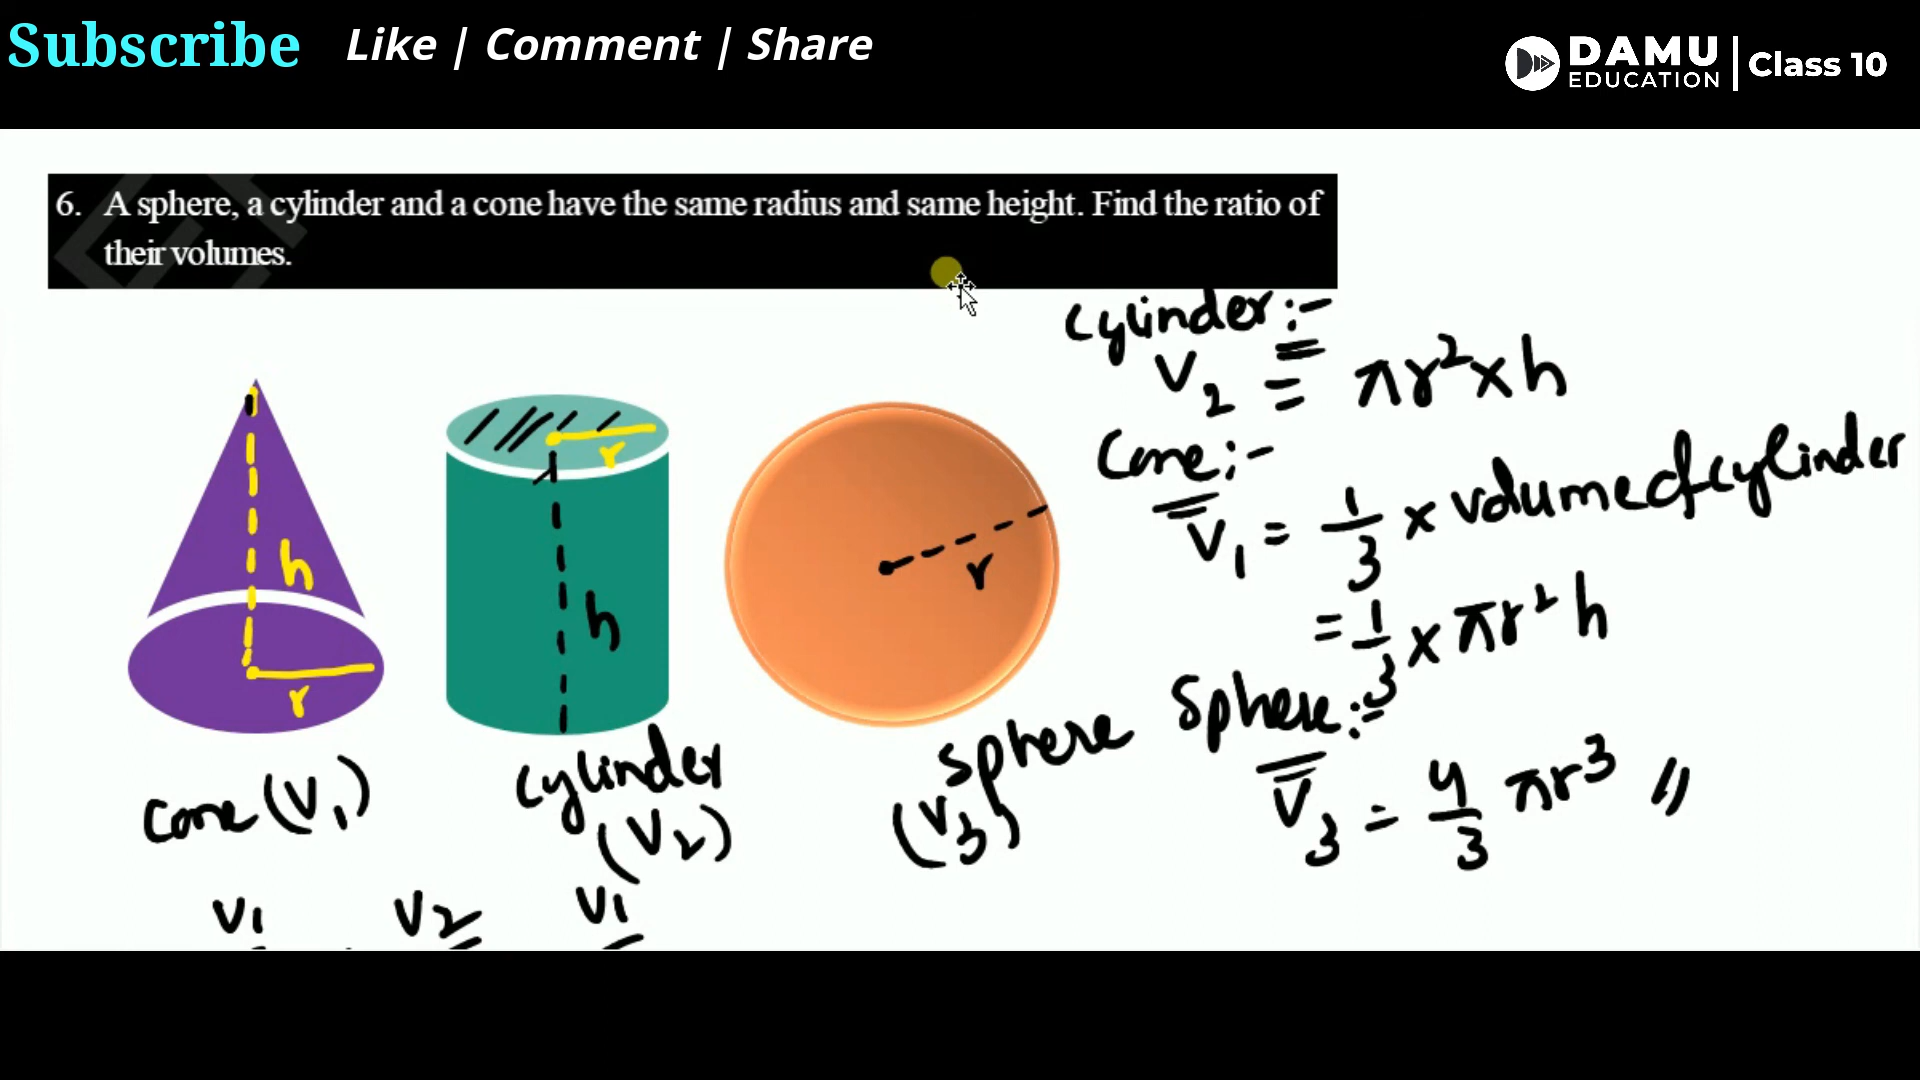 Subscribe Like | Comment | Share
DAMU EDUCATION | Class 10
6. A sphere, a cylinder and a cone have the same radius and same height. Find the ratio of
their volumes.
h
r
r
h
r
cone (V₁)
cylinder
(V₂)
sphere
(V₃)
Cylinder:-
V₂ = πr² x h
Cone:-
V₁ = 1/3 x volume of cylinder
= 1/3 x πr²h
Sphere:-
V₃ = 4/3 πr³ //
V₁ V₂ V₁